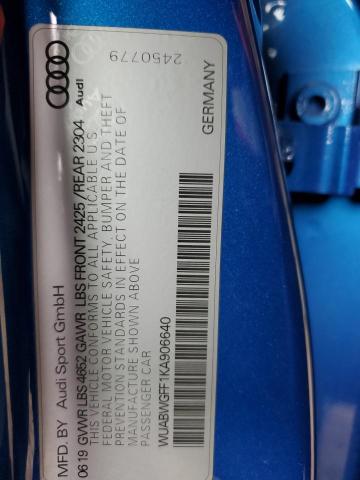 MFD. BY Audi Sport GmbH
0619 GVWR LBS 4652 GAWR LBS FRONT 2425 /REAR 2304
Audi
THIS VEHICLE CONFORMS TO ALL APPLICABLE U.S.
FEDERAL MOTOR VEHICLE SAFETY, BUMPER AND THEFT
PREVENTION STANDARDS IN EFFECT ON THE DATE OF
MANUFACTURE SHOWN ABOVE
PASSENGER CAR
2450779
WUABWGFF1KA906640
GERMANY